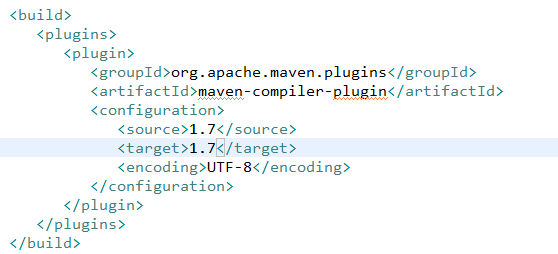 <build>
<plugins>
<plugin>
<groupId>org.apache.maven.plugins</groupId>
<artifactId>maven-compiler-plugin</artifactId>
<configuration>
<source>1.7</source>
<target>1.7</target>
<encoding>UTF-8</encoding>
</configuration>
</plugin>
</plugins>
</build>